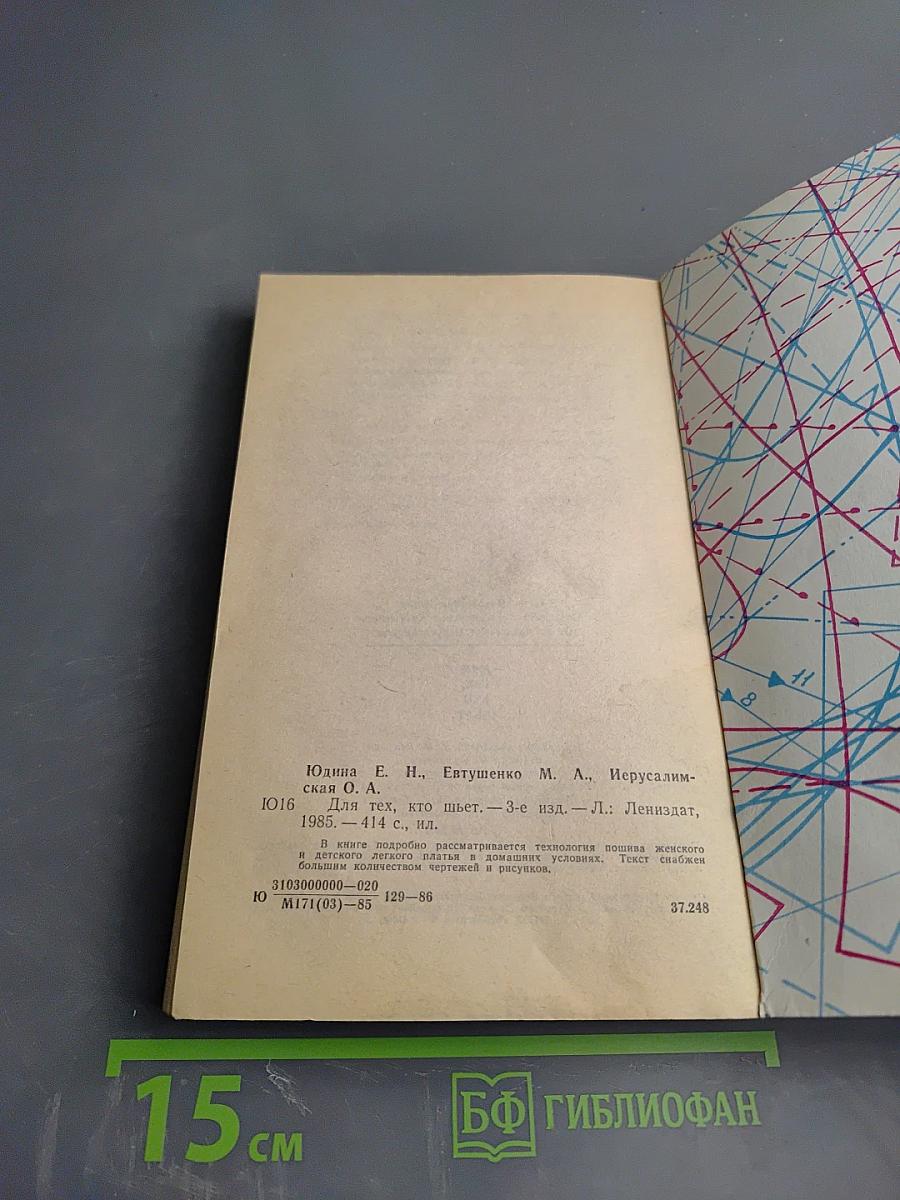 Юдина Е. Н., Евтушенко М. А., Иерусалим-
ская О. А.
Ю16 Для тех, кто шьет. — 3-е изд. — Л.: Лениздат,
1985. — 414 с., ил.
В книге подробно рассматривается технология пошива женского
и детского легкого платья в домашних условиях. Текст снабжен
большим количеством чертежей и рисунков.
3103000000—020
Ю М171(03)—85 129—86
37.248
11
8
15 см
БФ ГИБЛИОФАН